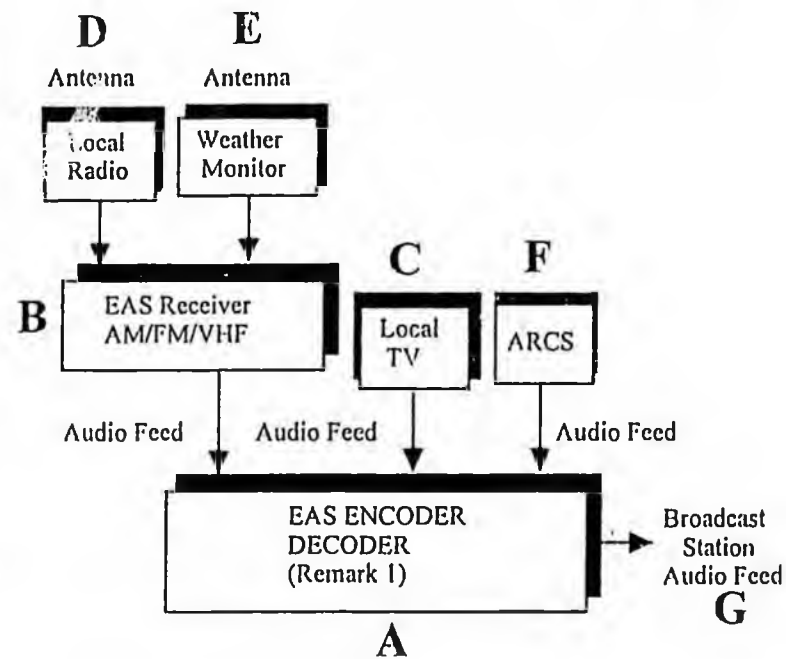 D
E
Antenna
Antenna
Local
Radio
Weather
Monitor
B
EAS Receiver
AM/FM/VHF
C
Local
TV
F
ARCS
Audio Feed
Audio Feed
Audio Feed
EAS ENCODER
DECODER
(Remark 1)
Broadcast
Station
Audio Feed
G
A